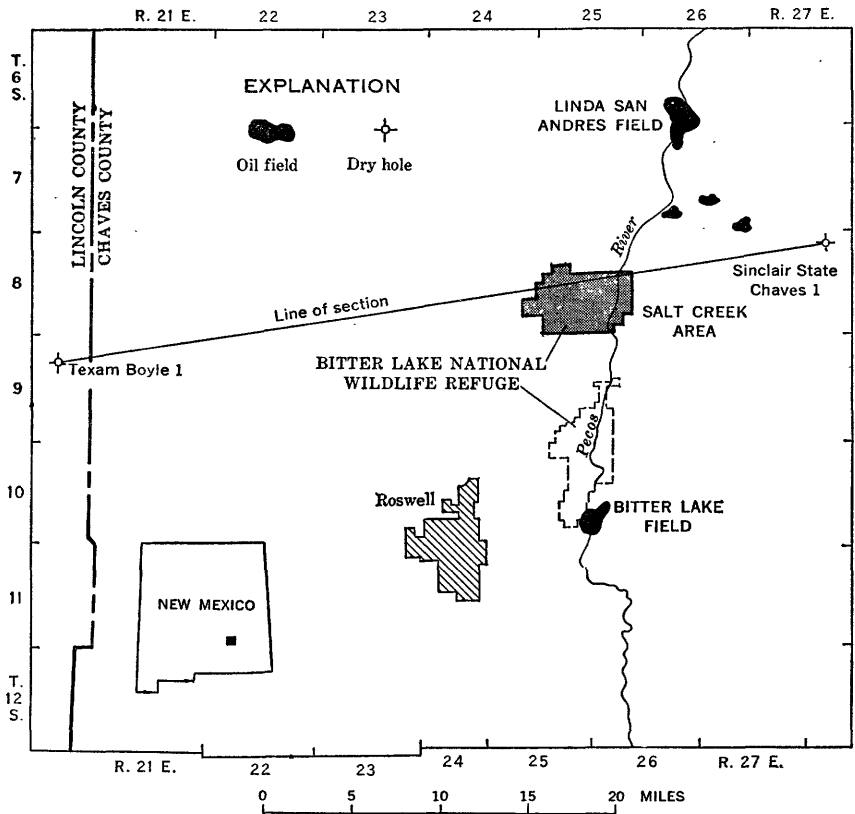 R. 21 E. 22 23 24 25 26 R. 27 E.
T.
6
S.
7
8
9
10
11
T.
12
S.
EXPLANATION
Oil field
Dry hole
LINCOLN COUNTY
CHAVES COUNTY
LINDA SAN
ANDRES FIELD
River
Sinclair State
Chaves 1
Line of section
SALT CREEK
AREA
Texam Boyle 1
BITTER LAKE NATIONAL
WILDLIFE REFUGE
Pecos
Roswell
BITTER LAKE
FIELD
NEW MEXICO
R. 21 E. 22 23 24 25 26 R. 27 E.
0 5 10 15 20 MILES